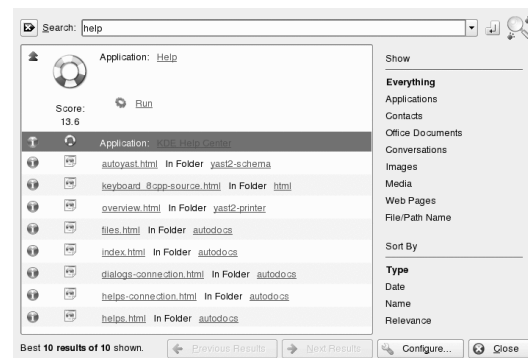 Search: help
Application: Help
Score:
13.6
Run
Application: KDE Help Center
autoyast.html In Folder yast2-schema
keyboard_8cpp-source.html In Folder html
overview.html In Folder yast2-printer
files.html In Folder autodocs
index.html In Folder autodocs
dialogs-connection.html In Folder autodocs
helps-connection.html In Folder autodocs
helps.html In Folder autodocs
Show
Everything
Applications
Contacts
Office Documents
Conversations
Images
Media
Web Pages
File/Path Name
Sort By
Type
Date
Name
Relevance
Best 10 results of 10 shown.
Previous Results
Next Results
Configure...
Close